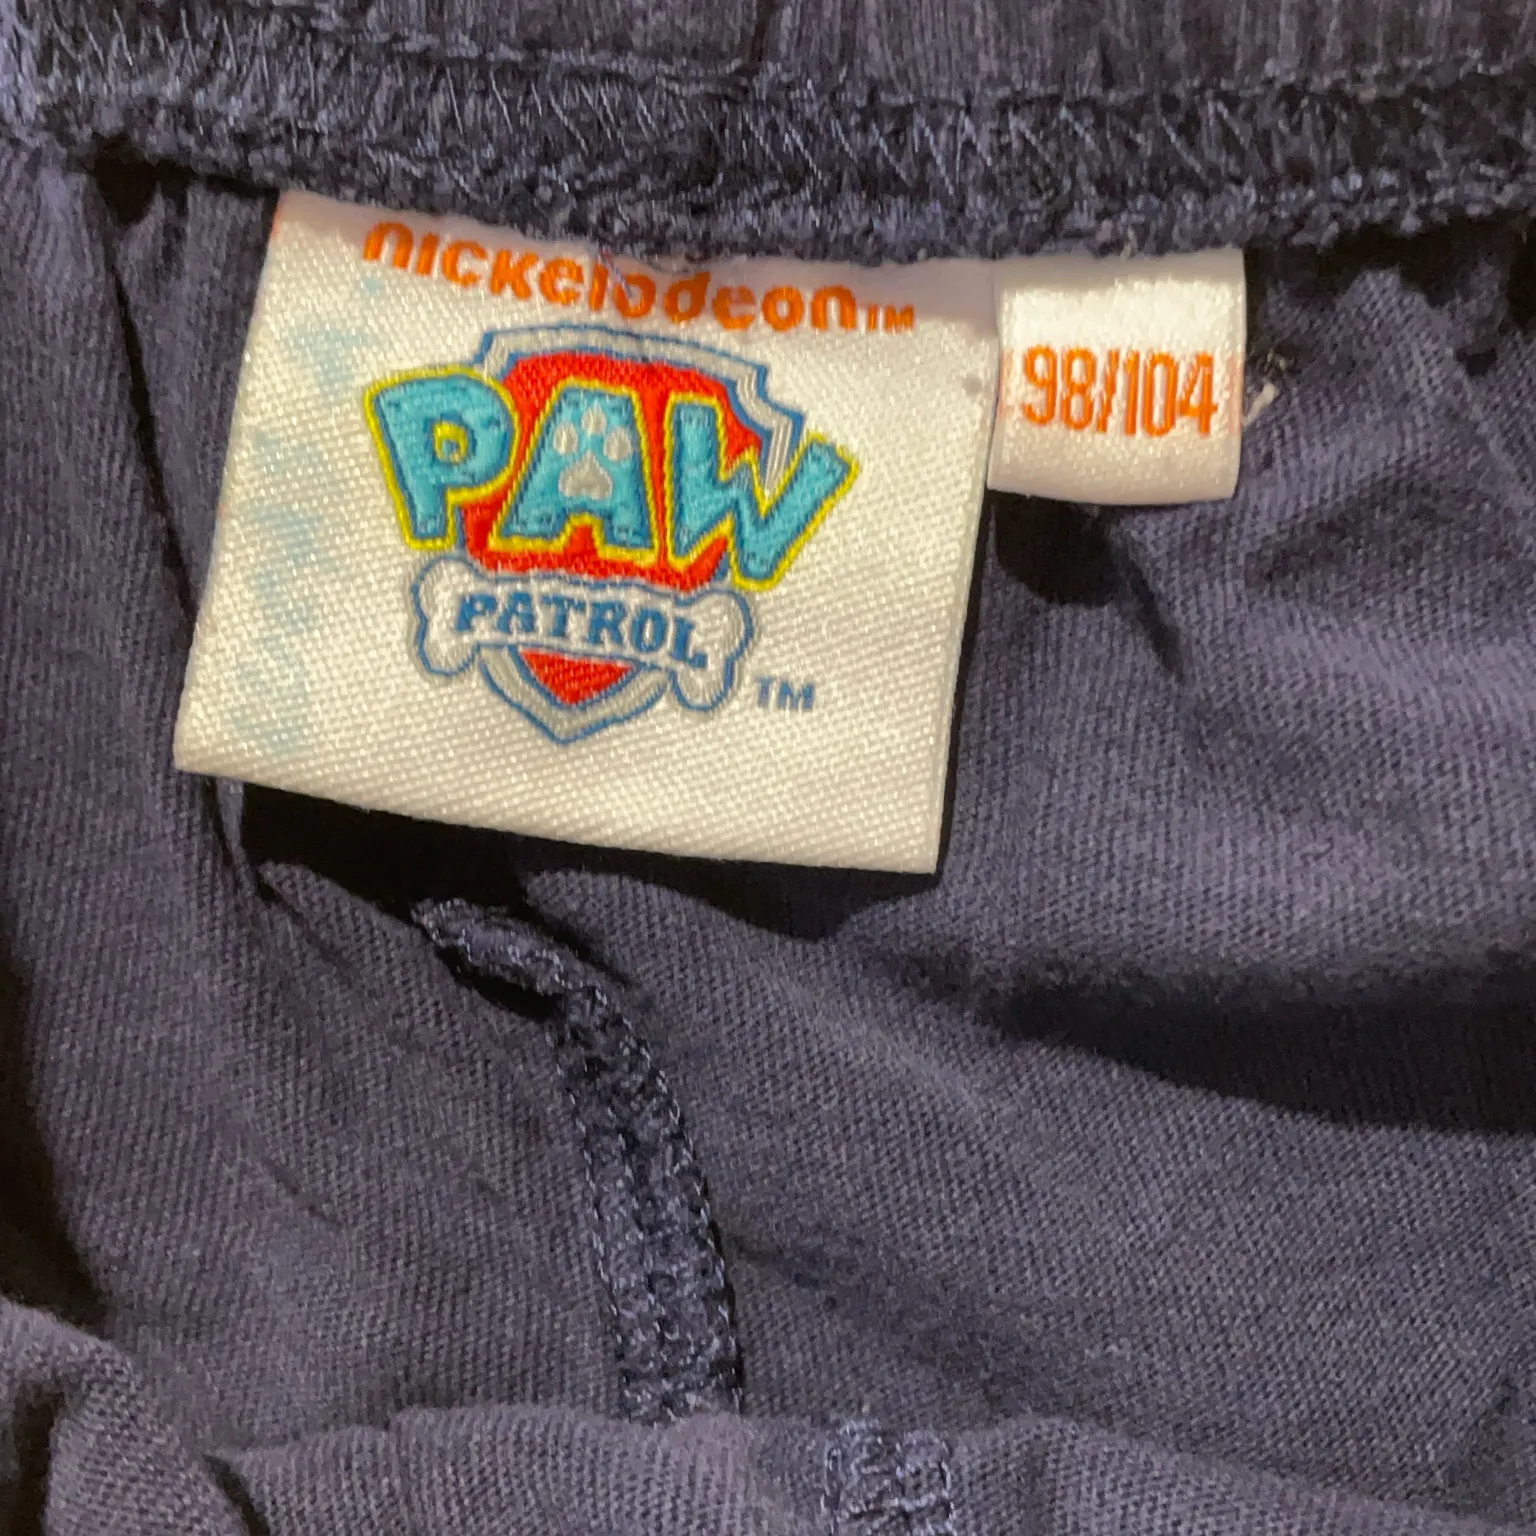 nickelodeon™
PAW
PATROL
TM
98/104